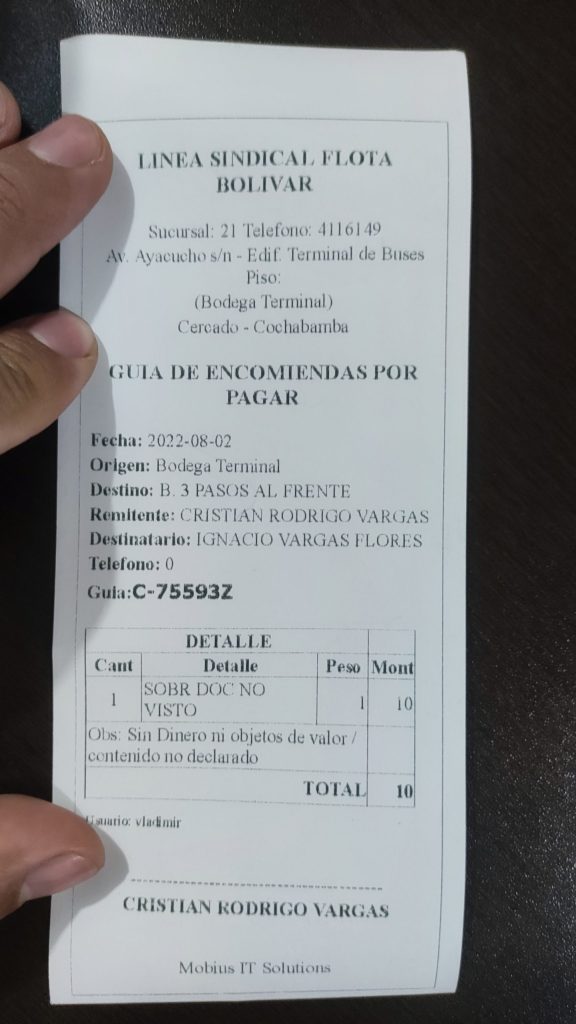 LINEA SINDICAL FLOTA
BOLIVAR
Sucursal: 21 Telefono: 4116149
Av. Ayacucho s/n - Edif. Terminal de Buses
Piso:
(Bodega Terminal)
Cercado - Cochabamba
GUIA DE ENCOMIENDAS POR
PAGAR
Fecha: 2022-08-02
Origen: Bodega Terminal
Destino: B. 3 PASOS AL FRENTE
Remitente: CRISTIAN RODRIGO VARGAS
Destinatario: IGNACIO VARGAS FLORES
Telefono: 0
Guia:C-75593Z
DETALLE
Cant Detalle Peso Mont
1 SOBR DOC NO VISTO 1 10
Obs: Sin Dinero ni objetos de valor /
contenido no declarado
TOTAL 10
Usuario: vladimir
CRISTIAN RODRIGO VARGAS
Mobius IT Solutions